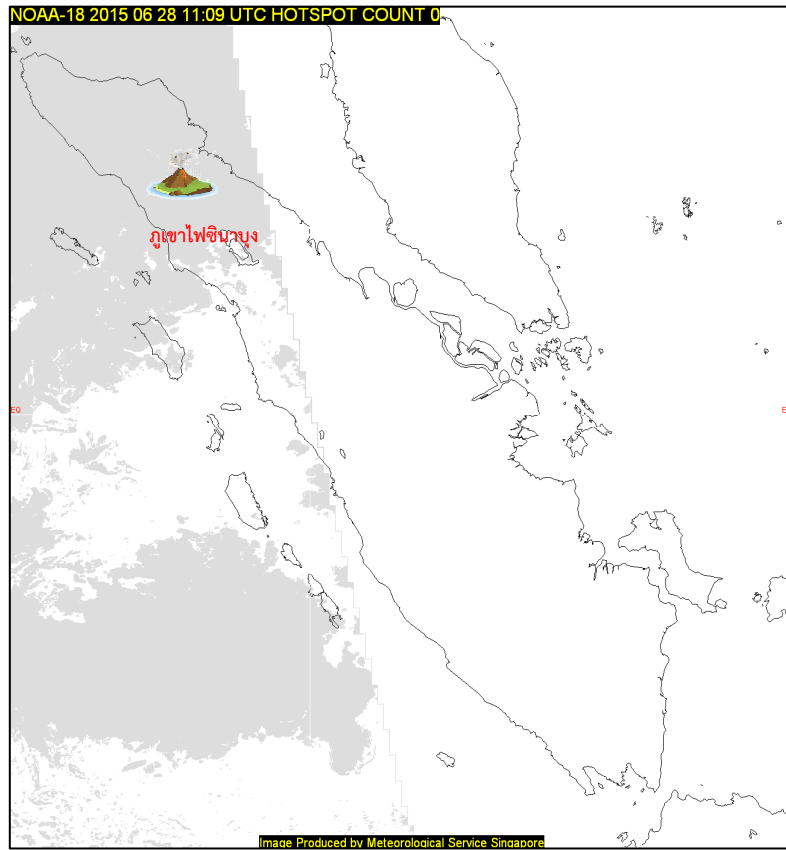 NOAA-18 2015 06 28 11:09 UTC HOTSPOT COUNT 0
ภูเขาไฟซินาบุง
EQ
E
Image Produced by Meteorological Service Singapore